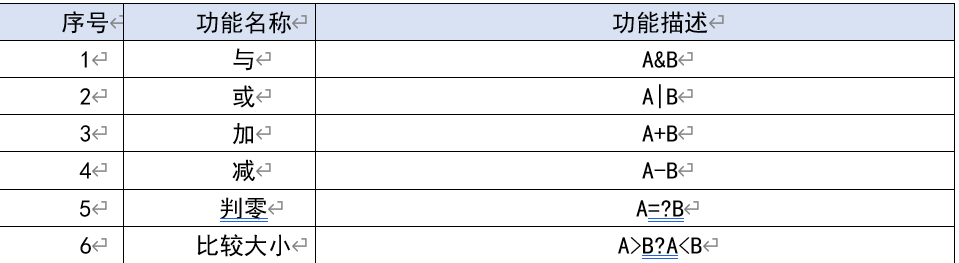 序号 功能名称 功能描述
1 与 A&B
2 或 A|B
3 加 A+B
4 减 A-B
5 判零 A=?B
6 比较大小 A>B?A<B